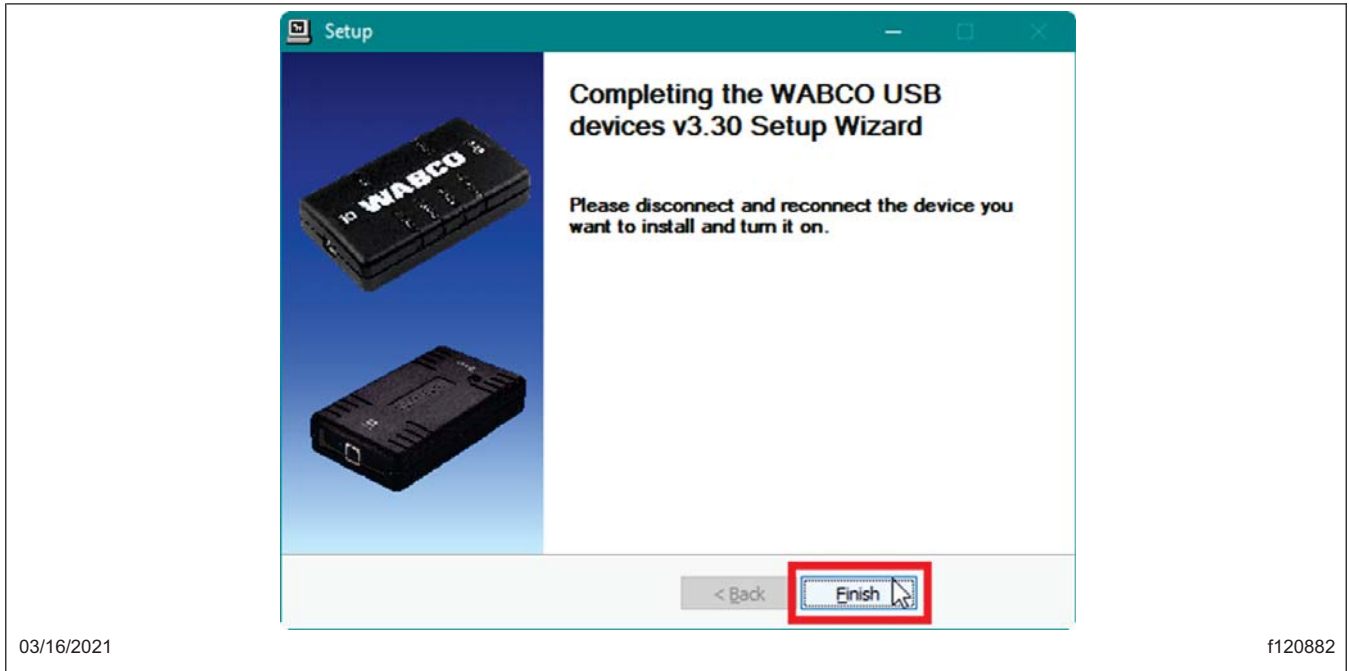 Setup
Completing the WABCO USB
devices v3.30 Setup Wizard
WABCO
Please disconnect and reconnect the device you
want to install and turn it on.
< Back
Finish
03/16/2021
f120882